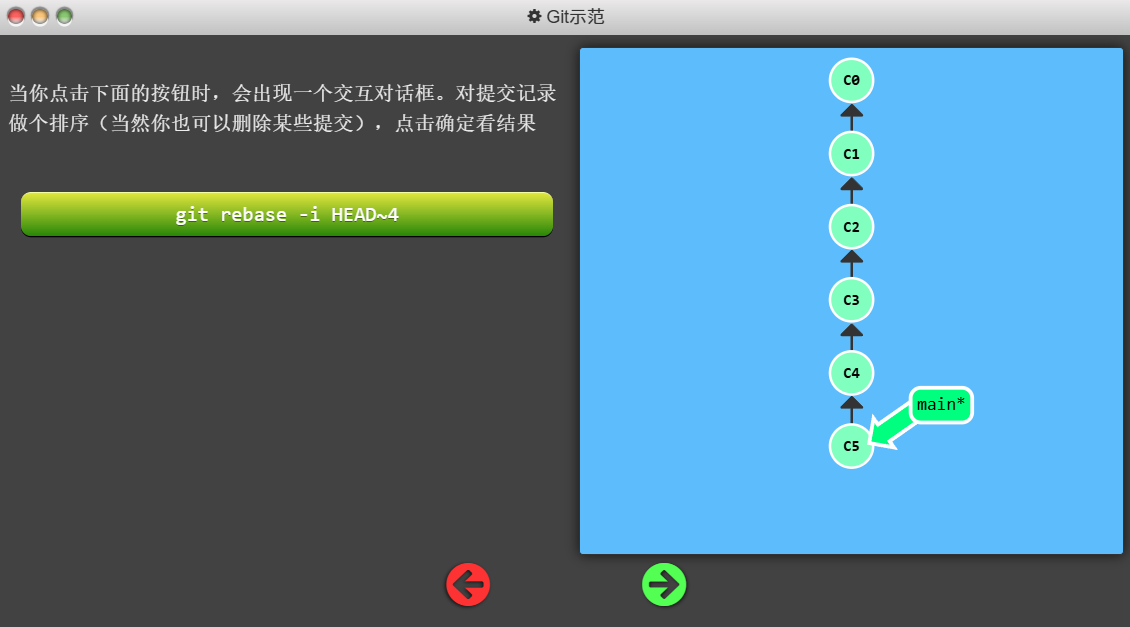 Git示范
当你点击下面的按钮时，会出现一个交互对话框。对提交记录
做个排序（当然你也可以删除某些提交），点击确定看结果
git rebase -i HEAD~4
C0
C1
C2
C3
C4
main*
C5